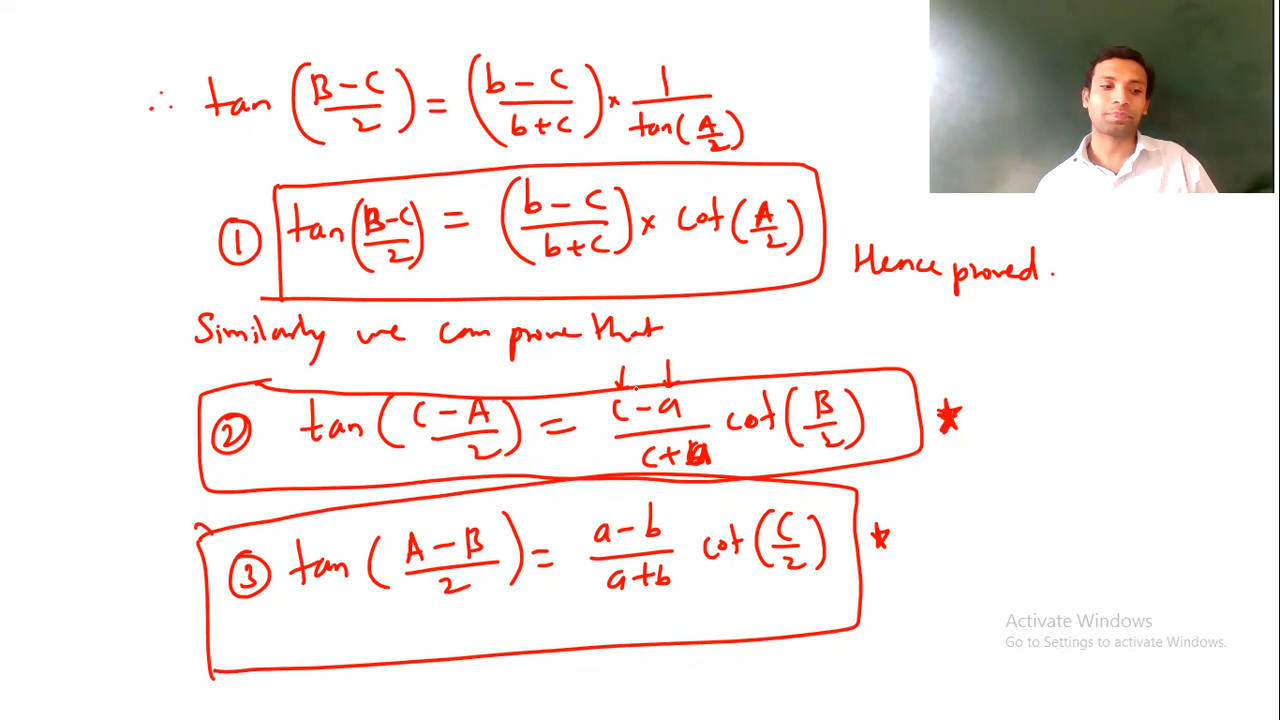 ∴ tan((B-C)/2) = ((b-c)/(b+c)) × 1/tan(A/2)
① tan((B-C)/2) = ((b-c)/(b+c)) × cot(A/2)
Hence proved.
Similarly we can prove that
② tan((C-A)/2) = (c-a)/(c+a) cot(B/2) ★
③ tan((A-B)/2) = (a-b)/(a+b) cot(C/2) ★
Activate Windows
Go to Settings to activate Windows.